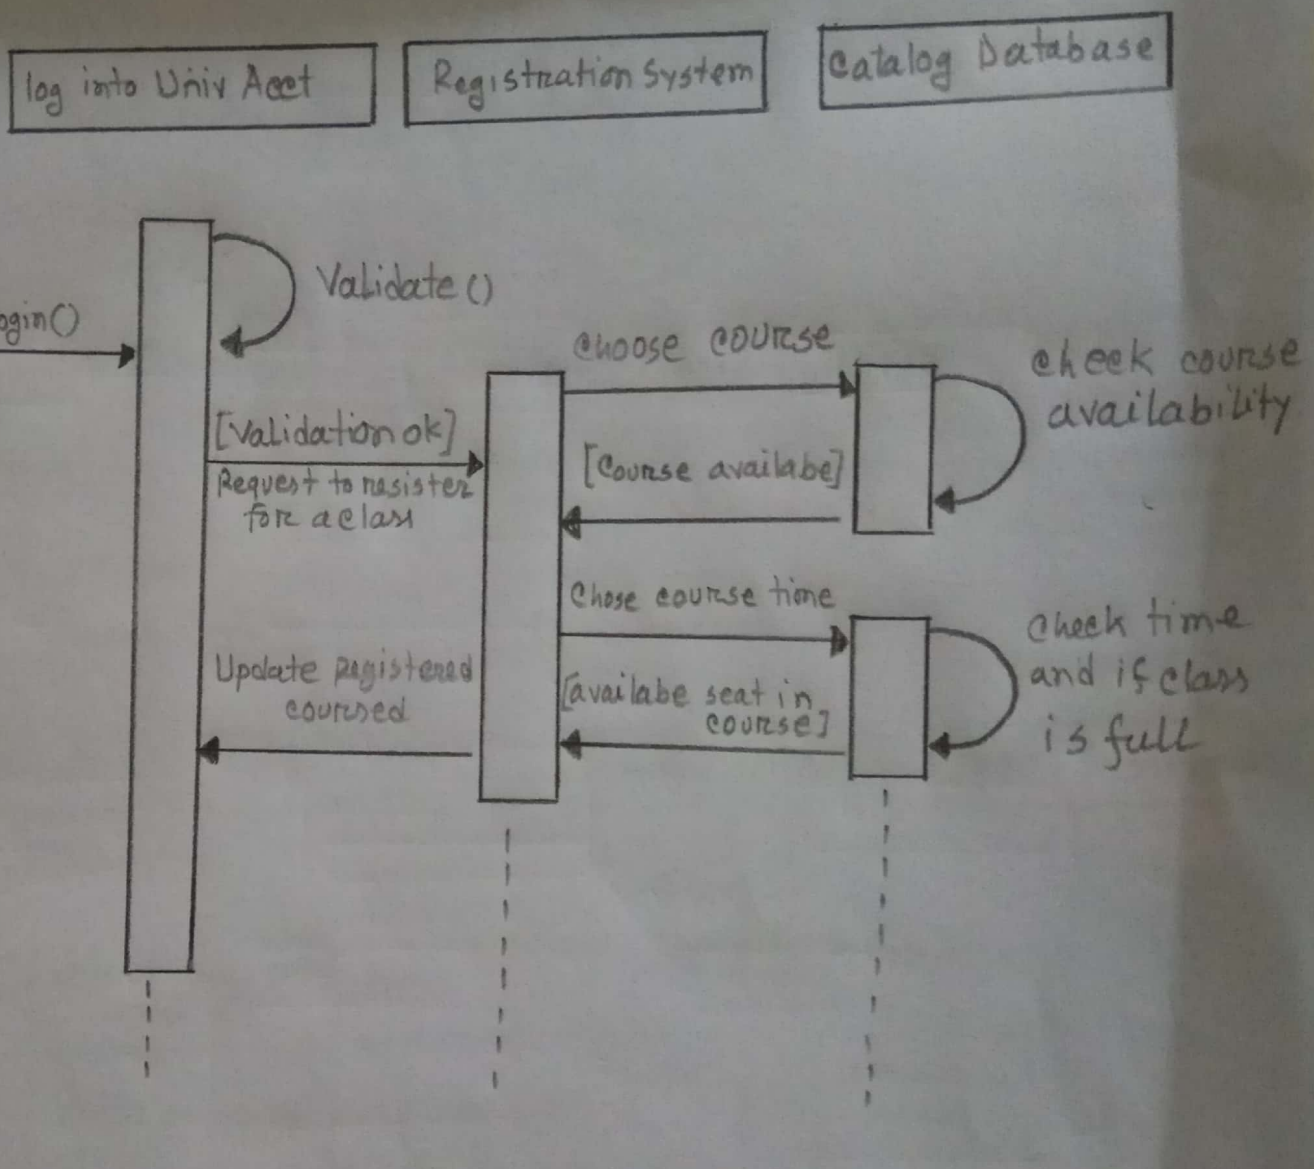 log into Univ Acct
Registration System
Catalog Database
ogin()
Validate()
choose course
check course
availability
[Validation ok]
Request to resister
for a class
[Course availabe]
Chose course time
check time
and if class
is full
Update registered
coursed
[availabe seat in
course]